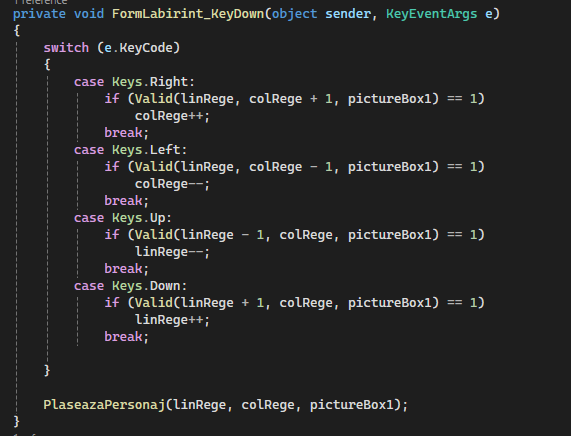 1 reference
private void FormLabirint_KeyDown(object sender, KeyEventArgs e)
{
switch (e.KeyCode)
{
case Keys.Right:
if (Valid(linRege, colRege + 1, pictureBox1) == 1)
colRege++;
break;
case Keys.Left:
if (Valid(linRege, colRege - 1, pictureBox1) == 1)
colRege--;
break;
case Keys.Up:
if (Valid(linRege - 1, colRege, pictureBox1) == 1)
linRege--;
break;
case Keys.Down:
if (Valid(linRege + 1, colRege, pictureBox1) == 1)
linRege++;
break;
}
PlaseazaPersonaj(linRege, colRege, pictureBox1);
}